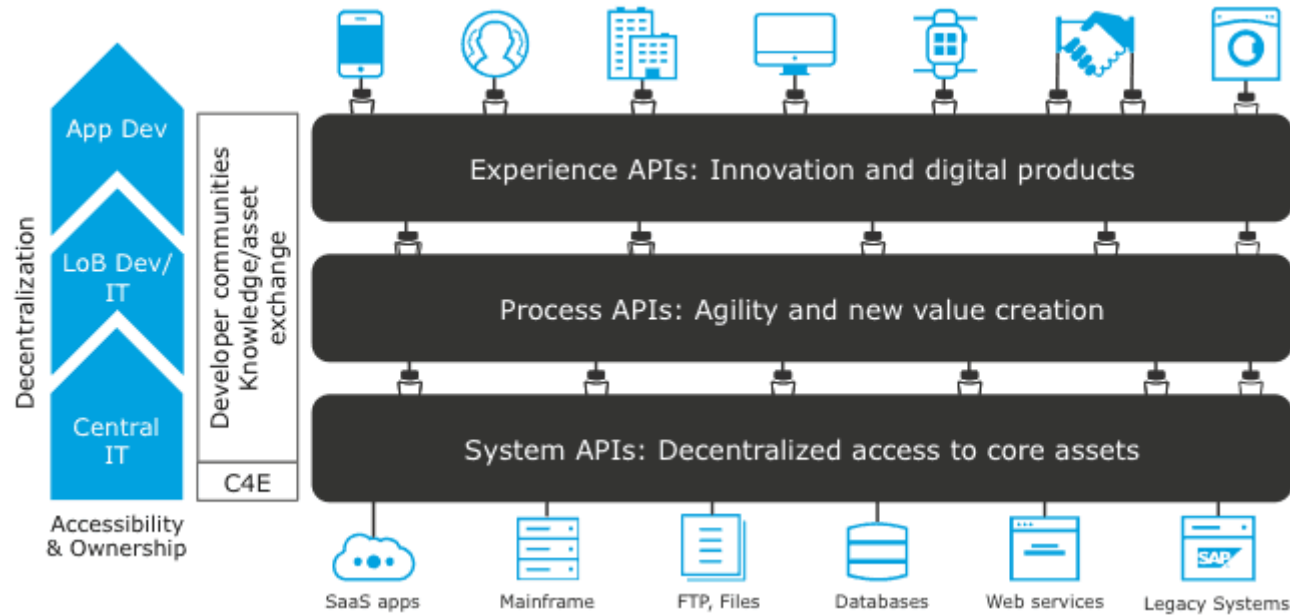 Decentralization
App Dev
LoB Dev/
IT
Central
IT
Accessibility
& Ownership
Developer communities
Knowledge/asset
exchange
C4E
Experience APIs: Innovation and digital products
Process APIs: Agility and new value creation
System APIs: Decentralized access to core assets
SaaS apps
Mainframe
FTP, Files
Databases
Web services
SAP
Legacy Systems